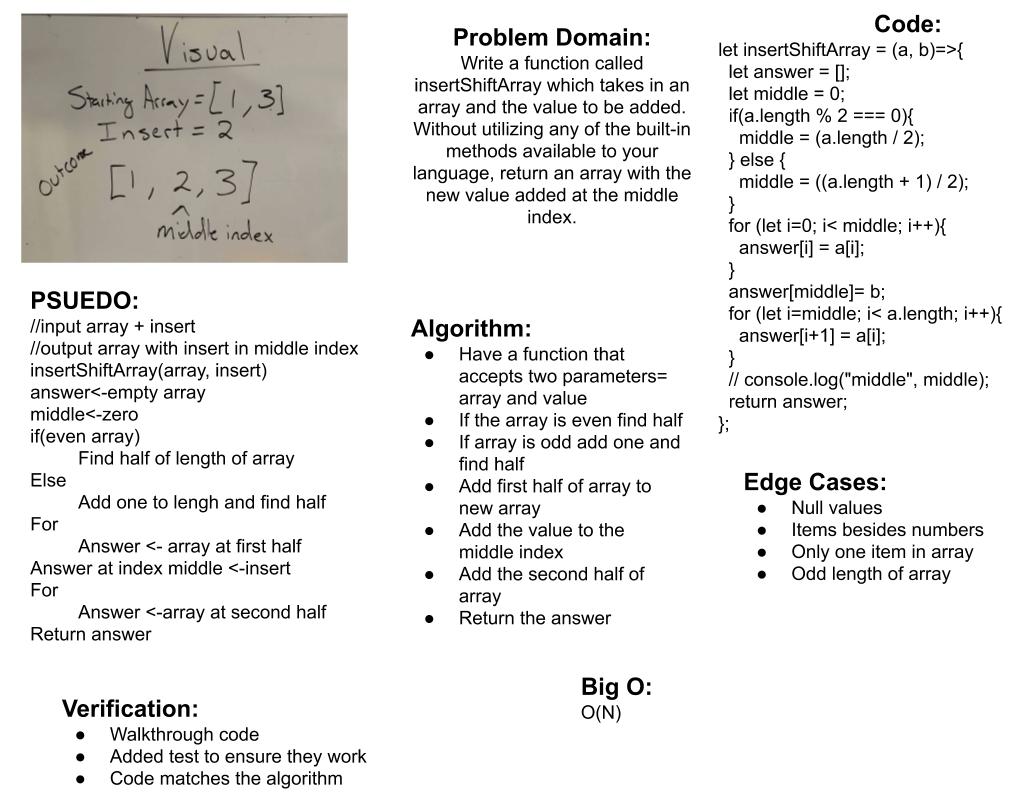 Visual
Starting Array = [1, 3]
Insert = 2
Outcome
[1, 2, 3]
^
middle index
Problem Domain:
Write a function called
insertShiftArray which takes in an
array and the value to be added.
Without utilizing any of the built-in
methods available to your
language, return an array with the
new value added at the middle
index.
Code:
let insertShiftArray = (a, b)=>{
let answer = [];
let middle = 0;
if(a.length % 2 === 0){
middle = (a.length / 2);
} else {
middle = ((a.length + 1) / 2);
}
for (let i=0; i< middle; i++){
answer[i] = a[i];
}
answer[middle]= b;
for (let i=middle; i< a.length; i++){
answer[i+1] = a[i];
}
// console.log("middle", middle);
return answer;
};
PSUEDO:
//input array + insert
//output array with insert in middle index
insertShiftArray(array, insert)
answer<-empty array
middle<-zero
if(even array)
Find half of length of array
Else
Add one to lengh and find half
For
Answer <- array at first half
Answer at index middle <-insert
For
Answer <-array at second half
Return answer
Algorithm:
● Have a function that
accepts two parameters=
array and value
● If the array is even find half
● If array is odd add one and
find half
● Add first half of array to
new array
● Add the value to the
middle index
● Add the second half of
array
● Return the answer
Edge Cases:
● Null values
● Items besides numbers
● Only one item in array
● Odd length of array
Big O:
O(N)
Verification:
● Walkthrough code
● Added test to ensure they work
● Code matches the algorithm